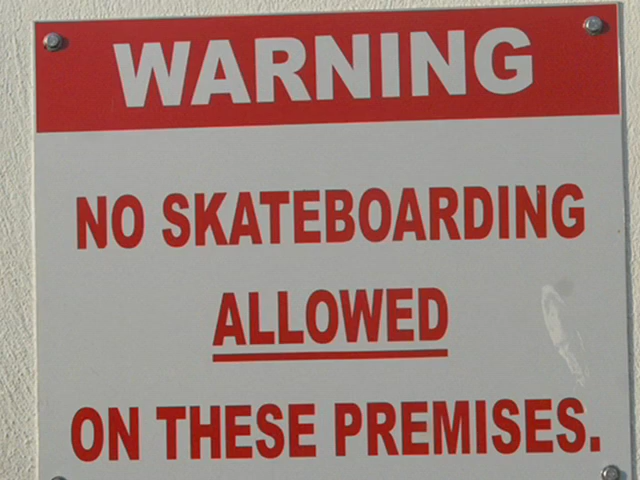 WARNING
NO SKATEBOARDING
ALLOWED
ON THESE PREMISES.